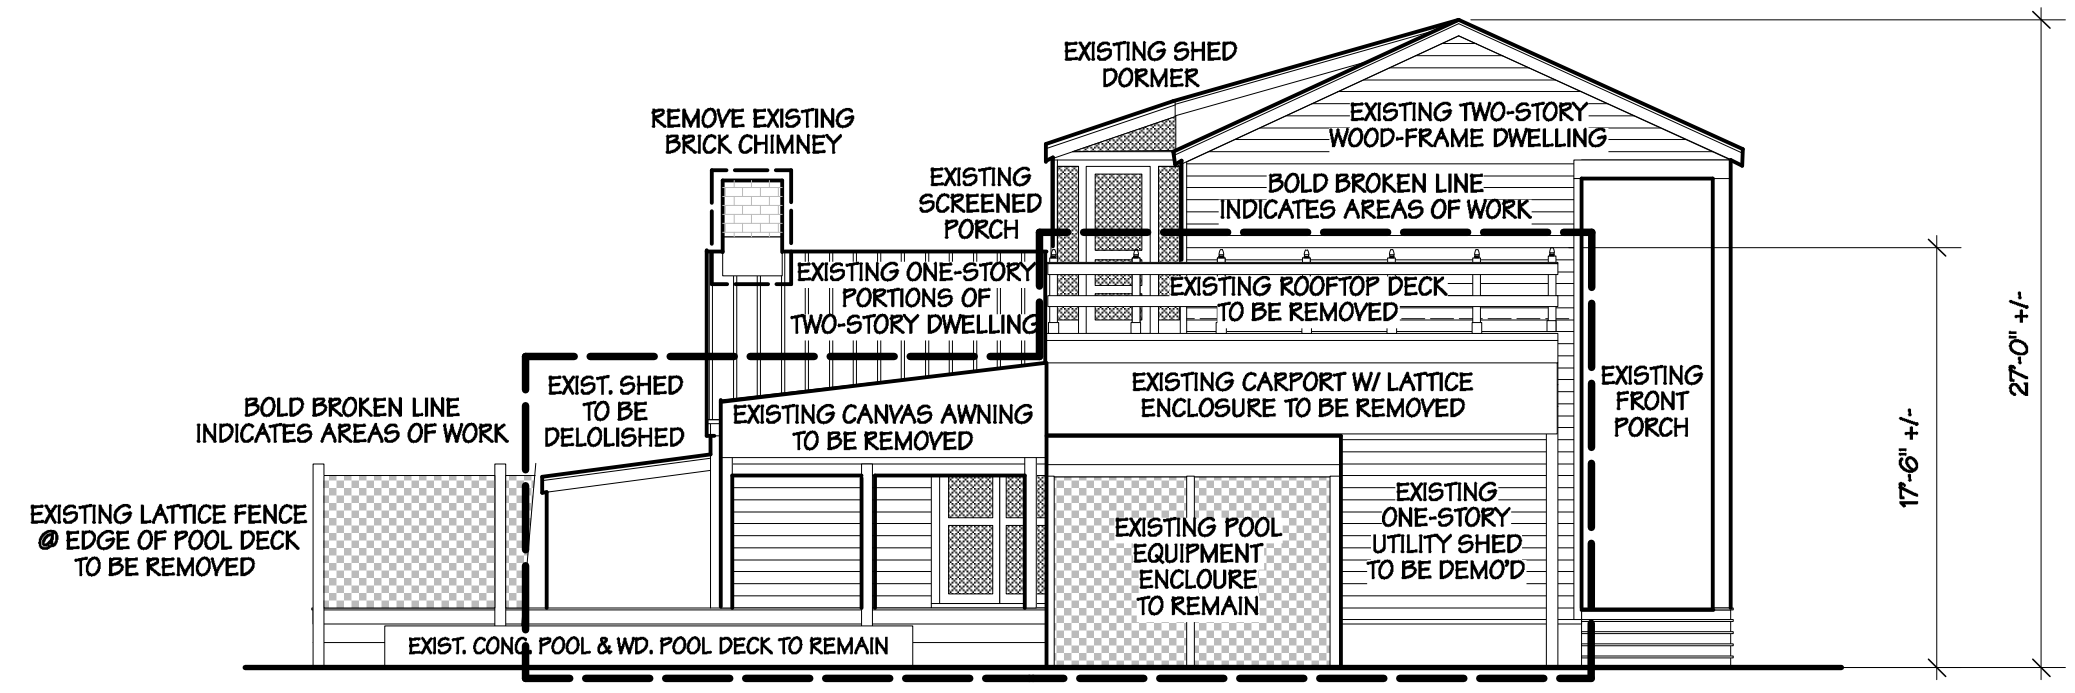 EXISTING SHED
DORMER
REMOVE EXISTING
BRICK CHIMNEY
EXISTING TWO-STORY
WOOD-FRAME DWELLING
EXISTING
SCREENED
PORCH
BOLD BROKEN LINE
INDICATES AREAS OF WORK
EXISTING ONE-STORY
PORTIONS OF
TWO-STORY DWELLING
EXISTING ROOFTOP DECK
TO BE REMOVED
27'-0" +/-
17'-6" +/-
EXIST. SHED
TO BE
DELOLISHED
EXISTING CARPORT W/ LATTICE
ENCLOSURE TO BE REMOVED
EXISTING
FRONT
PORCH
BOLD BROKEN LINE
INDICATES AREAS OF WORK
EXISTING CANVAS AWNING
TO BE REMOVED
EXISTING LATTICE FENCE
@ EDGE OF POOL DECK
TO BE REMOVED
EXISTING POOL
EQUIPMENT
ENCLOURE
TO REMAIN
EXISTING
ONE-STORY
UTILITY SHED
TO BE DEMO'D
EXIST. CONC. POOL & WD. POOL DECK TO REMAIN